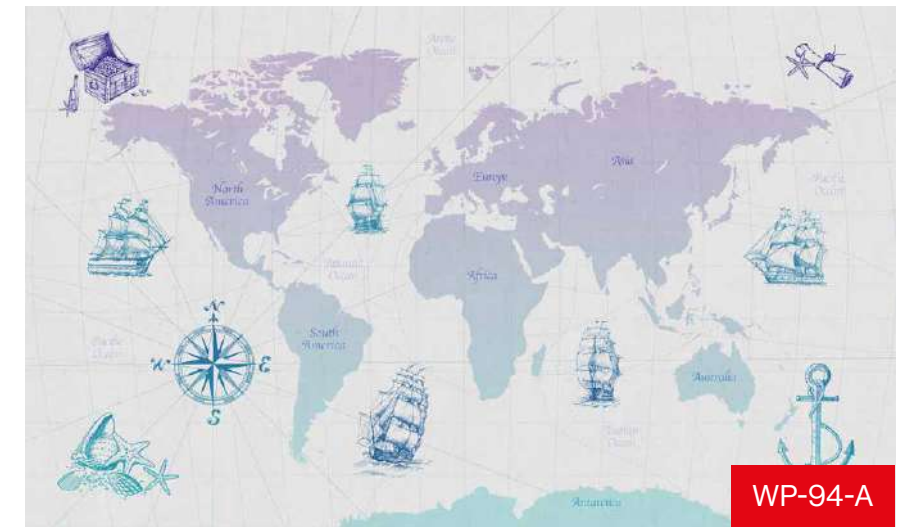 Arctic
Ocean
Asia
Europe
North
America
Pacific
Ocean
Atlantic
Ocean
Africa
N
W
E
S
South
America
Pacific
Ocean
Australia
Indian
Ocean
Antarctica
WP-94-A